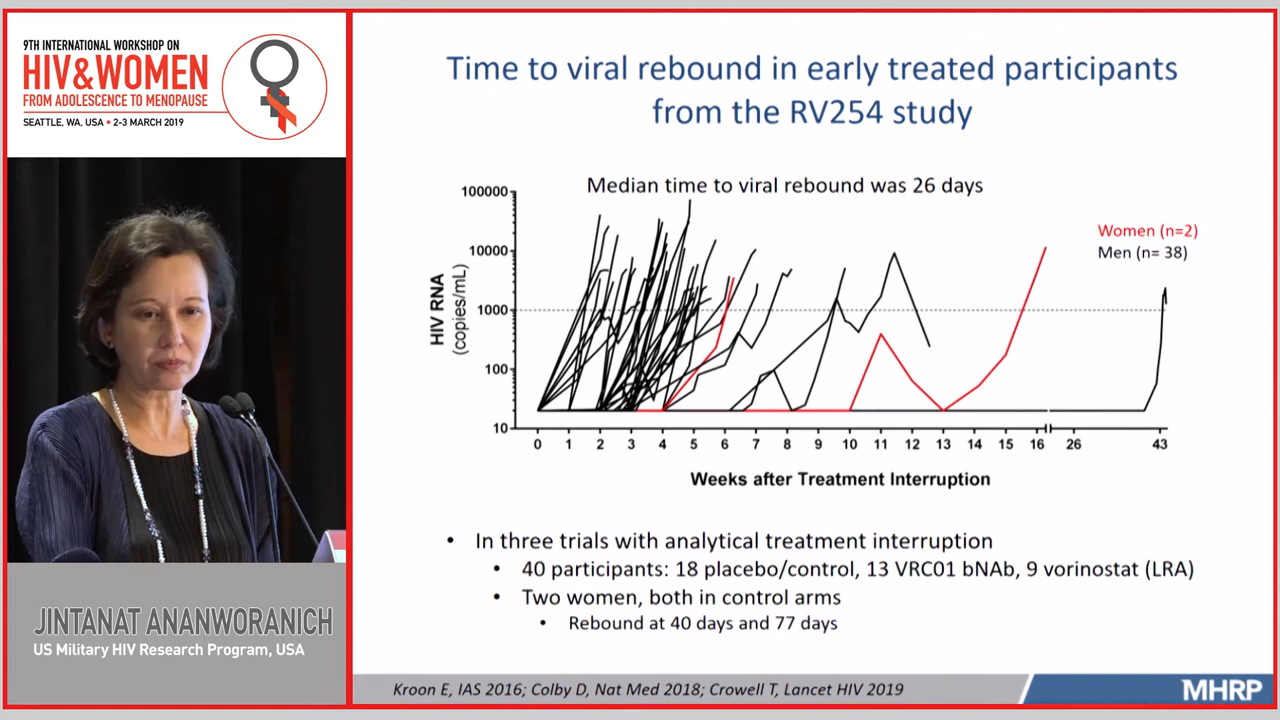 9TH INTERNATIONAL WORKSHOP ON
HIV&WOMEN
FROM ADOLESCENCE TO MENOPAUSE
SEATTLE, WA, USA • 2-3 MARCH 2019
JINTANAT ANANWORANICH
US Military HIV Research Program, USA
Time to viral rebound in early treated participants
from the RV254 study
Median time to viral rebound was 26 days
Women (n=2)
Men (n= 38)
HIV RNA
(copies/mL)
100000
10000
1000
100
10
0 1 2 3 4 5 6 7 8 9 10 11 12 13 14 15 16 26 43
Weeks after Treatment Interruption
• In three trials with analytical treatment interruption
• 40 participants: 18 placebo/control, 13 VRC01 bNAb, 9 vorinostat (LRA)
• Two women, both in control arms
• Rebound at 40 days and 77 days
Kroon E, IAS 2016; Colby D, Nat Med 2018; Crowell T, Lancet HIV 2019
MHRP